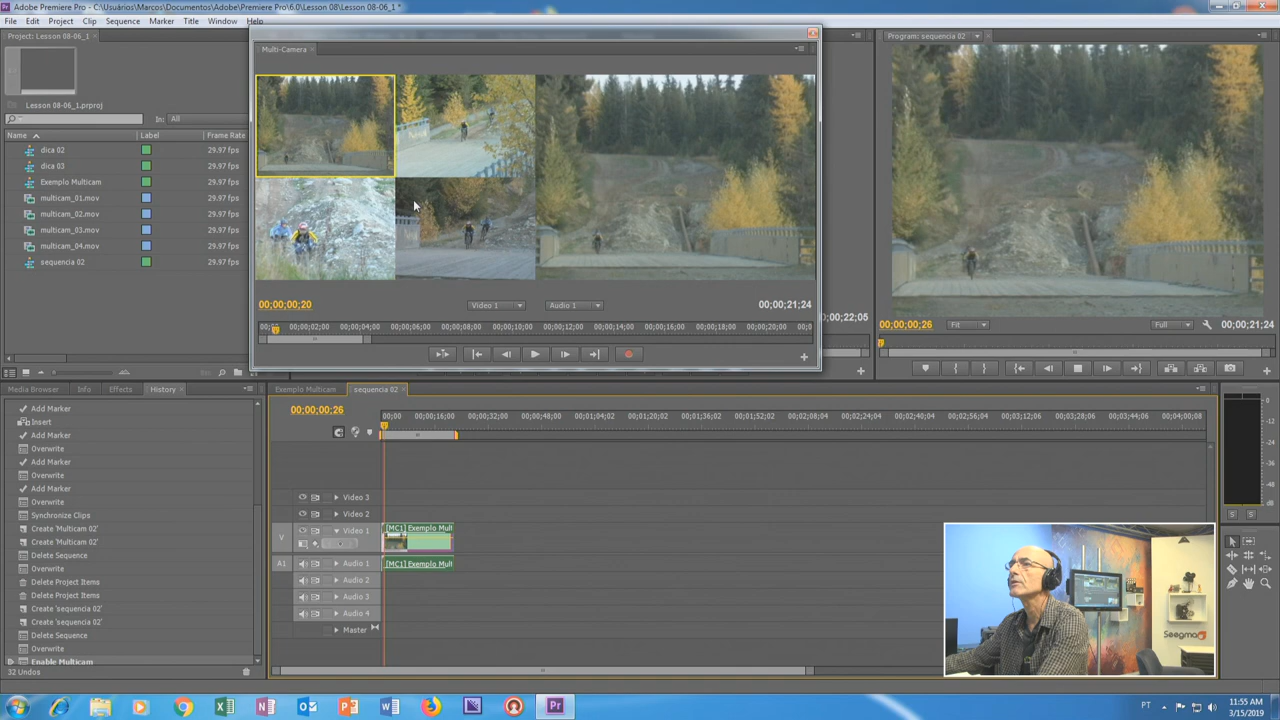 Adobe Premiere Pro - C:\Usuários\Marcos\Documentos\Adobe\Premiere Pro\6.0\Lesson 08\Lesson 08-06_1 *
File Edit Project Clip Sequence Marker Title Window Help
Project: Lesson 08-06_1
Multi-Camera
Program: sequencia 02
Lesson 08-06_1.prproj
In: All
Name Label Frame Rate
dica 02 29.97 fps
dica 03 29.97 fps
Exemplo Multicam 29.97 fps
multicam_01.mov 29.97 fps
multicam_02.mov 29.97 fps
multicam_03.mov 29.97 fps
multicam_04.mov 29.97 fps
sequencia 02 29.97 fps
00;00;00;20 Video 1 Audio 1 00;00;21;24
00;00;02;00 00;00;04;00 00;00;06;00 00;00;08;00 00;00;10;00 00;00;12;00 00;00;14;00 00;00;16;00 00;00;18;00 00;00;20;00
00;22;05
00;00;00;26 Fit Full 00;00;21;24
Media Browser Info Effects History
Exemplo Multicam sequencia 02
00;00;00;26
00;00 00;00;16;00 00;00;32;00 00;00;48;00 00;01;04;02 00;01;20;02 00;01;36;02 00;01;52;02 00;02;08;04 00;02;24;04 00;02;40;04 00;02;56;04 00;03;12;06 00;03;28;06 00;03;44;06 00;04;00;08
Add Marker
Insert
Add Marker
Overwrite
Add Marker
Overwrite
Add Marker
Overwrite
Synchronize Clips
Create 'Multicam 02'
Create 'Multicam 02'
Delete Sequence
Overwrite
Delete Project Items
Delete Project Items
Create 'sequencia 02'
Create 'sequencia 02'
Delete Sequence
Overwrite
Enable Multicam
32 Undos
Video 3
Video 2
V Video 1 [MC1] Exemplo Mult
A1 Audio 1 [MC1] Exemplo Mult
Audio 2
Audio 3
Audio 4
Master
0
-12
-24
-36
-48
dB
S S
Seegma
PT 11:55 AM
3/15/2019